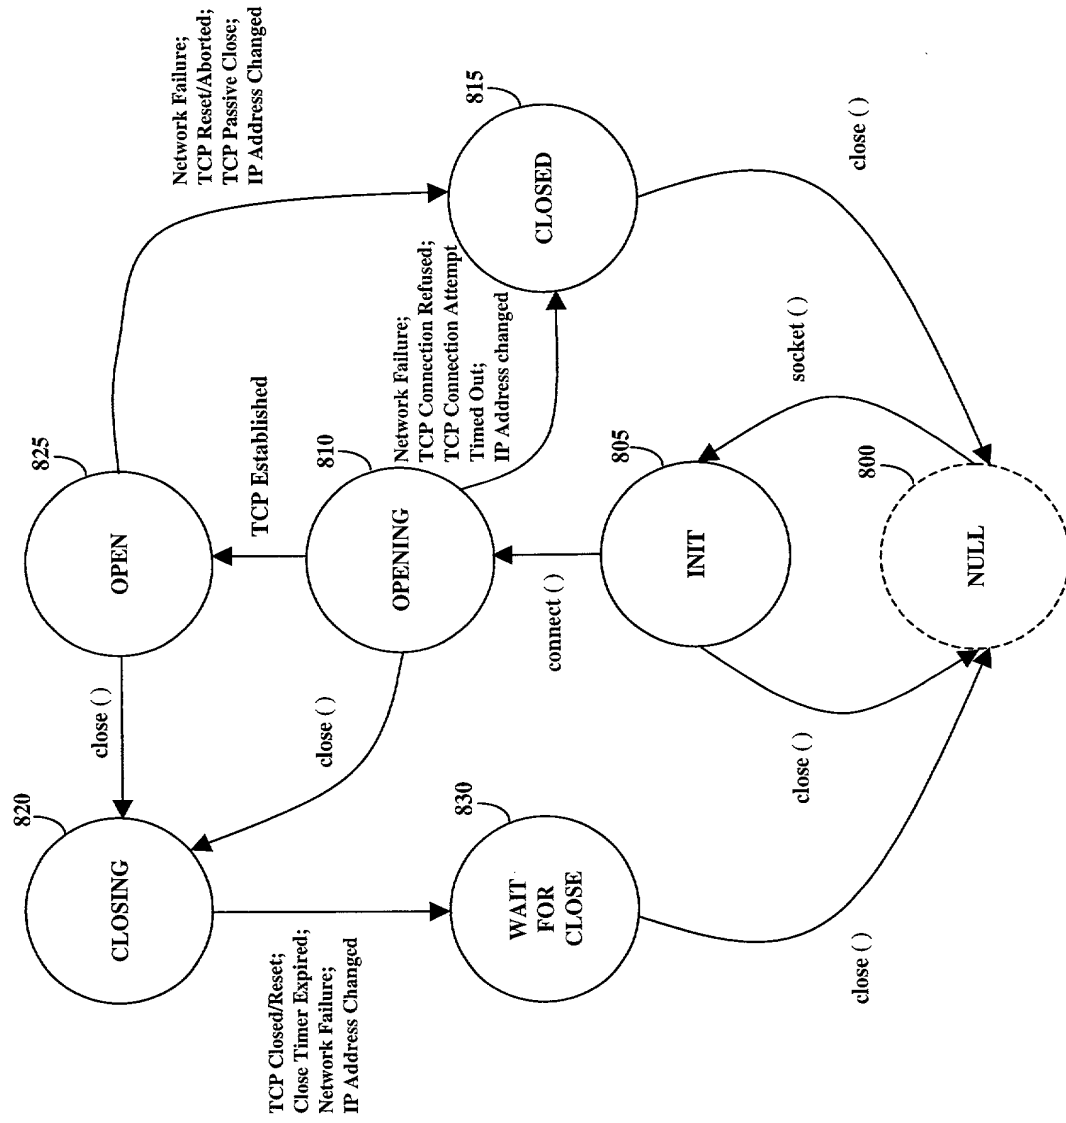 820
CLOSING
close ( )
825
OPEN
Network Failure;
TCP Reset/Aborted;
TCP Passive Close;
IP Address Changed
TCP Closed/Reset;
Close Timer Expired;
Network Failure;
IP Address Changed
close ( )
810
OPENING
TCP Established
Network Failure;
TCP Connection Refused;
TCP Connection Attempt
Timed Out;
IP Address changed
815
CLOSED
830
WAIT
FOR
CLOSE
connect ( )
805
INIT
close ( )
socket ( )
close ( )
800
NULL
close ( )